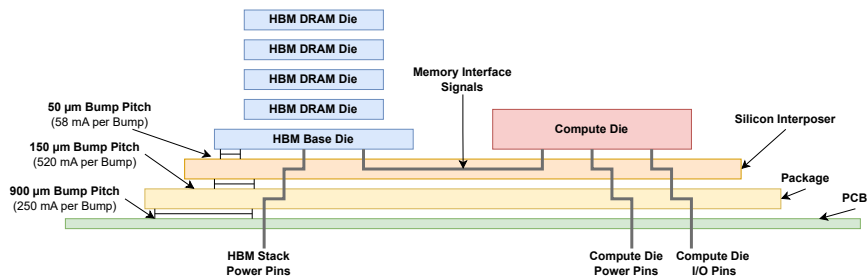 HBM DRAM Die
HBM DRAM Die
HBM DRAM Die
HBM DRAM Die
HBM Base Die
Memory Interface
Signals
Compute Die
Silicon Interposer
Package
PCB
50 µm Bump Pitch
(58 mA per Bump)
150 µm Bump Pitch
(520 mA per Bump)
900 µm Bump Pitch
(250 mA per Bump)
HBM Stack
Power Pins
Compute Die
Power Pins
Compute Die
I/O Pins